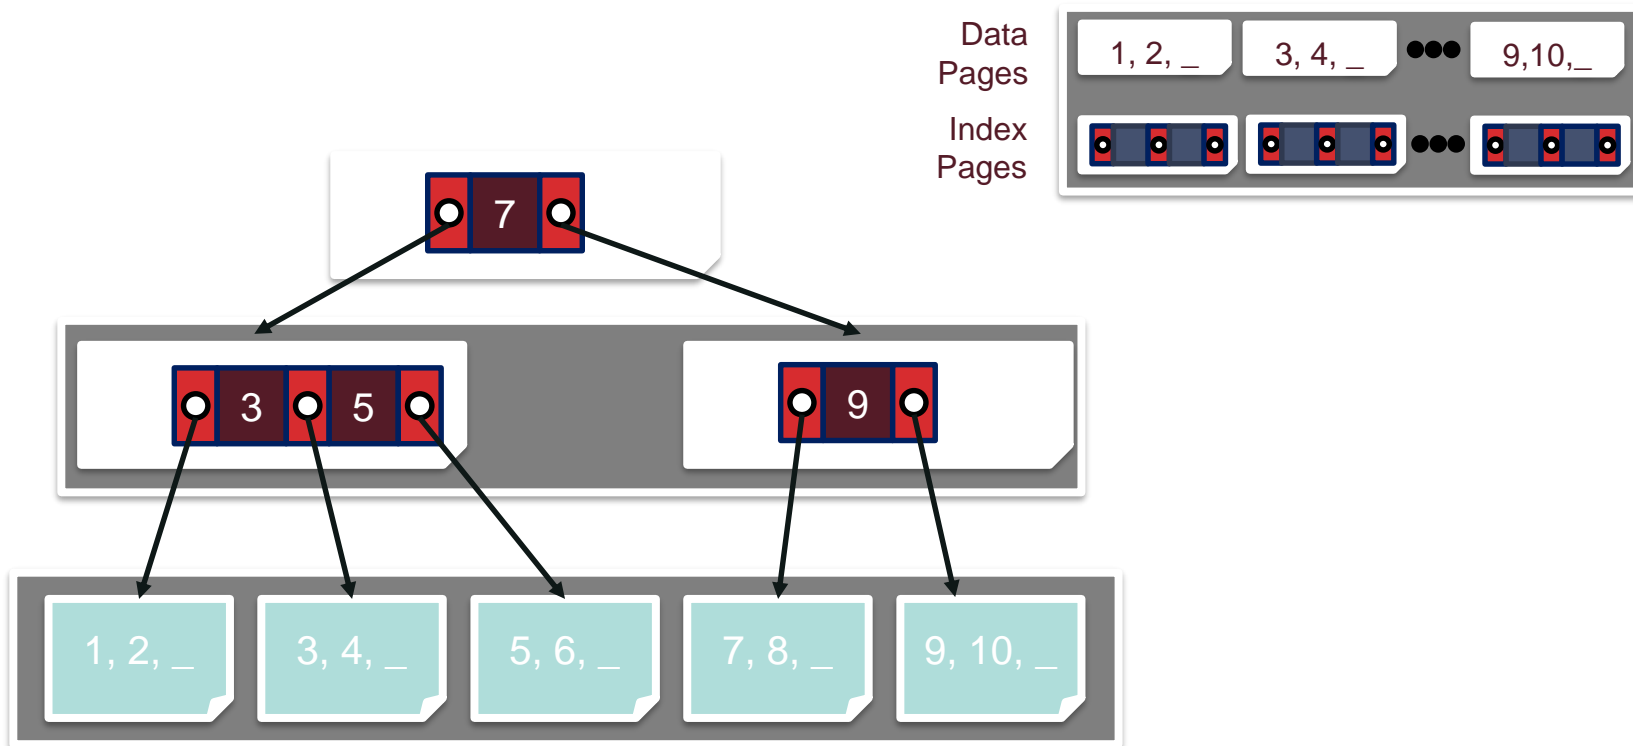 Data
Pages
1, 2, _
3, 4, _
9,10,_
Index
Pages
7
3
5
9
1, 2, _
3, 4, _
5, 6, _
7, 8, _
9, 10, _